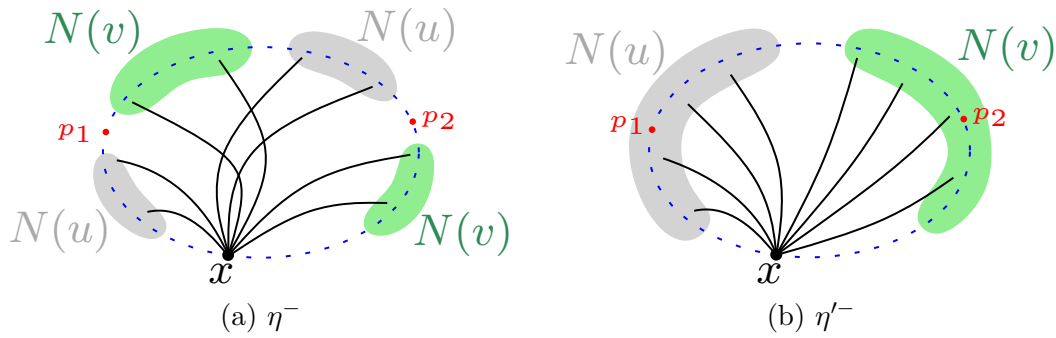 N(v) N(u) N(u) N(v)
p₁ p₂ p₁ p₂
N(u) N(v)
x x
(a) η⁻ (b) η′⁻